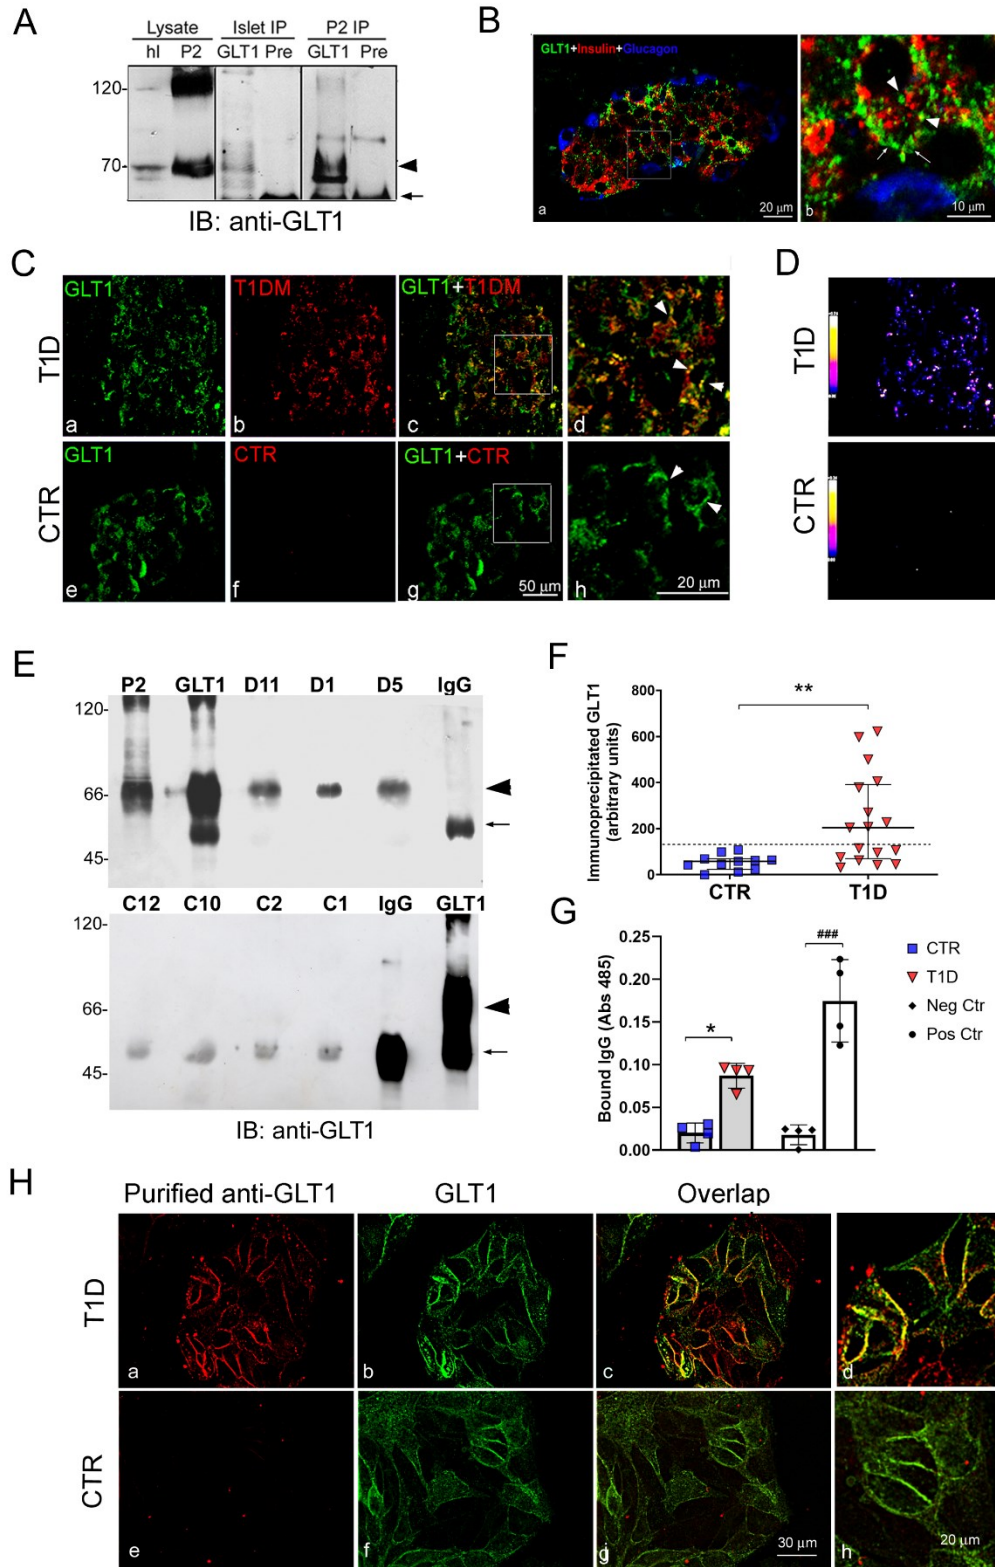 A
Lysate Islet IP P2 IP
hI P2 GLT1 Pre GLT1 Pre
120-
70-
IB: anti-GLT1
B
GLT1+Insulin+Glucagon
a 20 μm
b 10 μm
C
T1D
GLT1 T1DM GLT1+T1DM
a b c d
CTR
GLT1 CTR GLT1+CTR
50 μm 20 μm
e f g h
D
T1D
CTR
E
P2 GLT1 D11 D1 D5 IgG
120-
66-
45-
C12 C10 C2 C1 IgG GLT1
120-
66-
45-
IB: anti-GLT1
F
Immunoprecipitated GLT1
(arbitrary units)
800
600
400
200
0
**
CTR T1D
G
Bound IgG (Abs 485)
0.25
0.20
0.15
0.10
0.05
0.00
*
###
CTR
T1D
Neg Ctr
Pos Ctr
H
Purified anti-GLT1 GLT1 Overlap
T1D
a b c d
CTR
30 μm 20 μm
e f g h